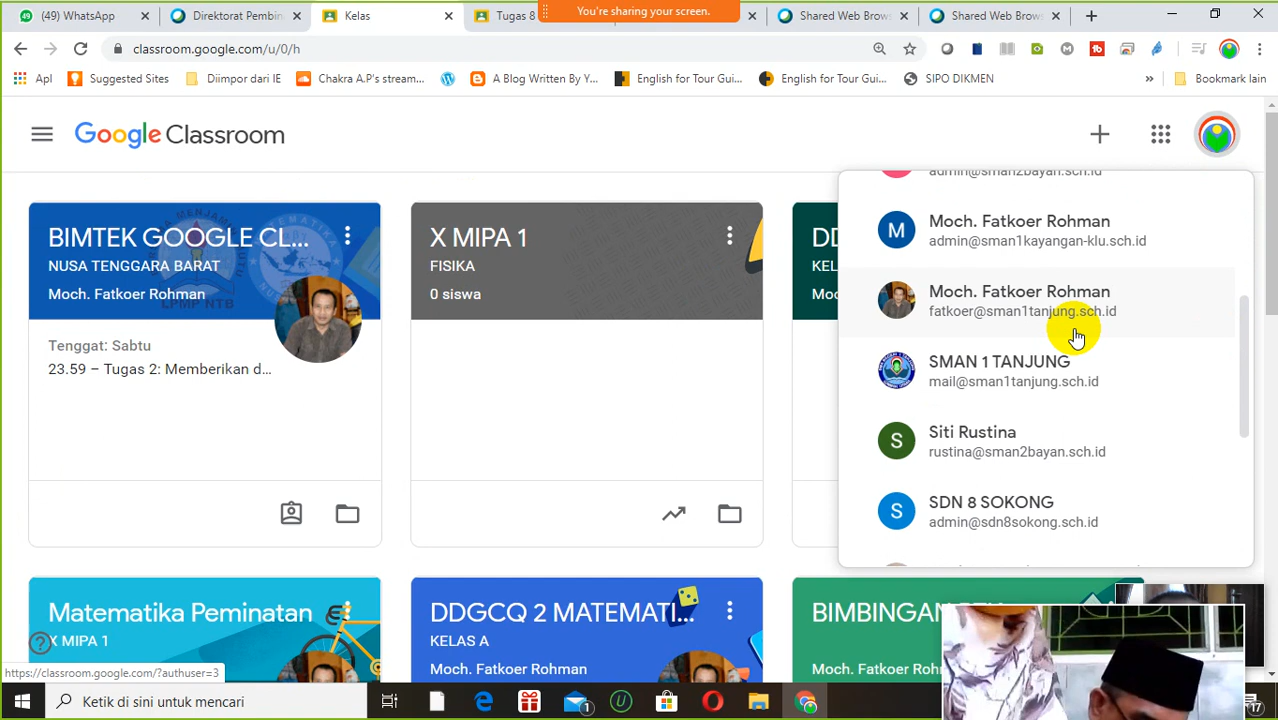 (49) WhatsApp
Direktorat Pembin
Kelas
Tugas 8
You're sharing your screen.
Shared Web Brow
Shared Web Brow
classroom.google.com/u/0/h
Apl
Suggested Sites
Diimpor dari IE
Chakra A.P's stream...
A Blog Written By Y...
English for Tour Gui...
English for Tour Gui...
SIPO DIKMEN
»
Bookmark lain
Google Classroom
admin@sman2bayan.sch.id
Moch. Fatkoer Rohman
admin@sman1kayangan-klu.sch.id
Moch. Fatkoer Rohman
fatkoer@sman1tanjung.sch.id
SMAN 1 TANJUNG
mail@sman1tanjung.sch.id
Siti Rustina
rustina@sman2bayan.sch.id
SDN 8 SOKONG
admin@sdn8sokong.sch.id
BIMTEK GOOGLE CL...
NUSA TENGGARA BARAT
Moch. Fatkoer Rohman
Tenggat: Sabtu
23.59 – Tugas 2: Memberikan d...
X MIPA 1
FISIKA
0 siswa
Matematika Peminatan
X MIPA 1
DDGCQ 2 MATEMATI...
KELAS A
Moch. Fatkoer Rohman
https://classroom.google.com/?authuser=3
Ketik di sini untuk mencari
1
17